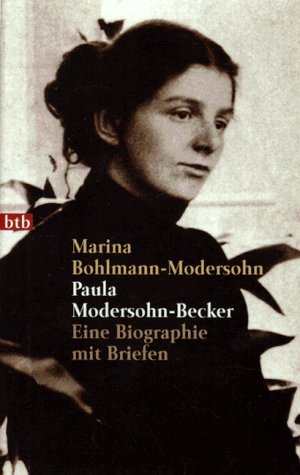 btb
Marina
Bohlmann-Modersohn
Paula
Modersohn-Becker
Eine Biographie
mit Briefen